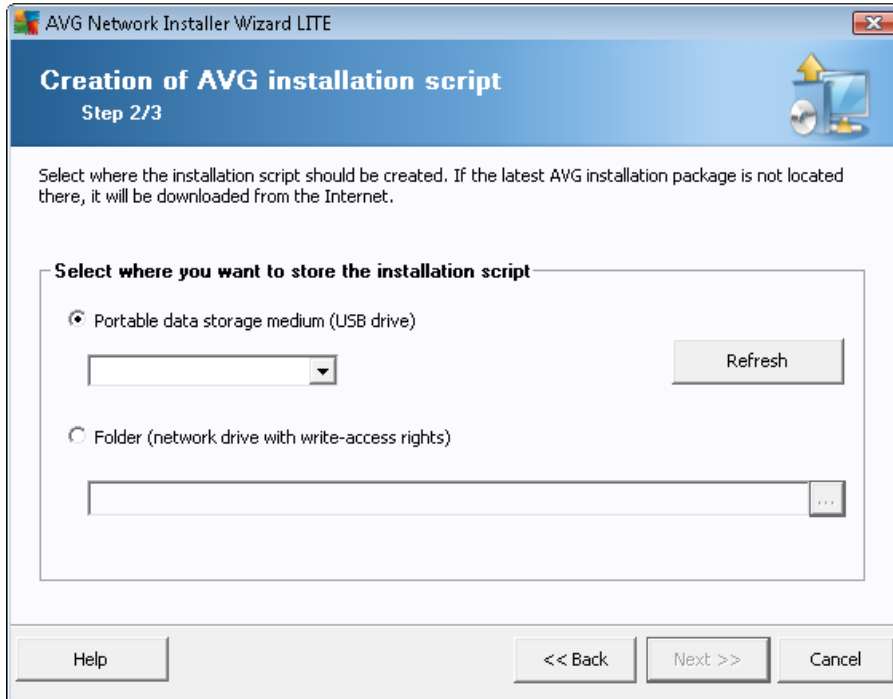 AVG Network Installer Wizard LITE
Creation of AVG installation script
Step 2/3
Select where the installation script should be created. If the latest AVG installation package is not located
there, it will be downloaded from the Internet.
Select where you want to store the installation script
Portable data storage medium (USB drive)
Refresh
Folder (network drive with write-access rights)
...
Help
<< Back
Next >>
Cancel